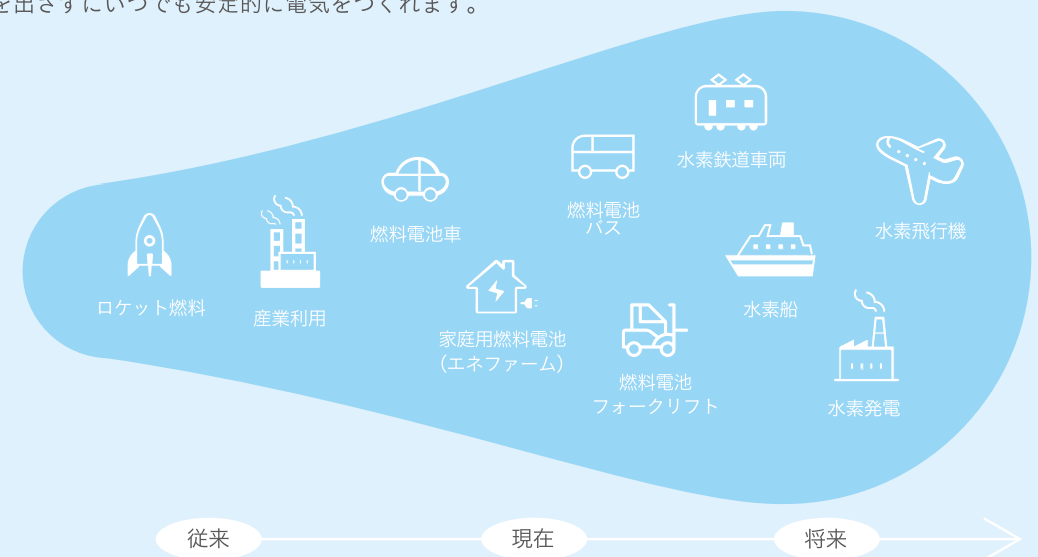 を出さずにいつでも安定的に電気をつくれます。
水素鉄道車両
燃料電池
バス
水素飛行機
燃料電池車
ロケット燃料
産業利用
水素船
家庭用燃料電池
（エネファーム）
燃料電池
フォークリフト
水素発電
従来
現在
将来